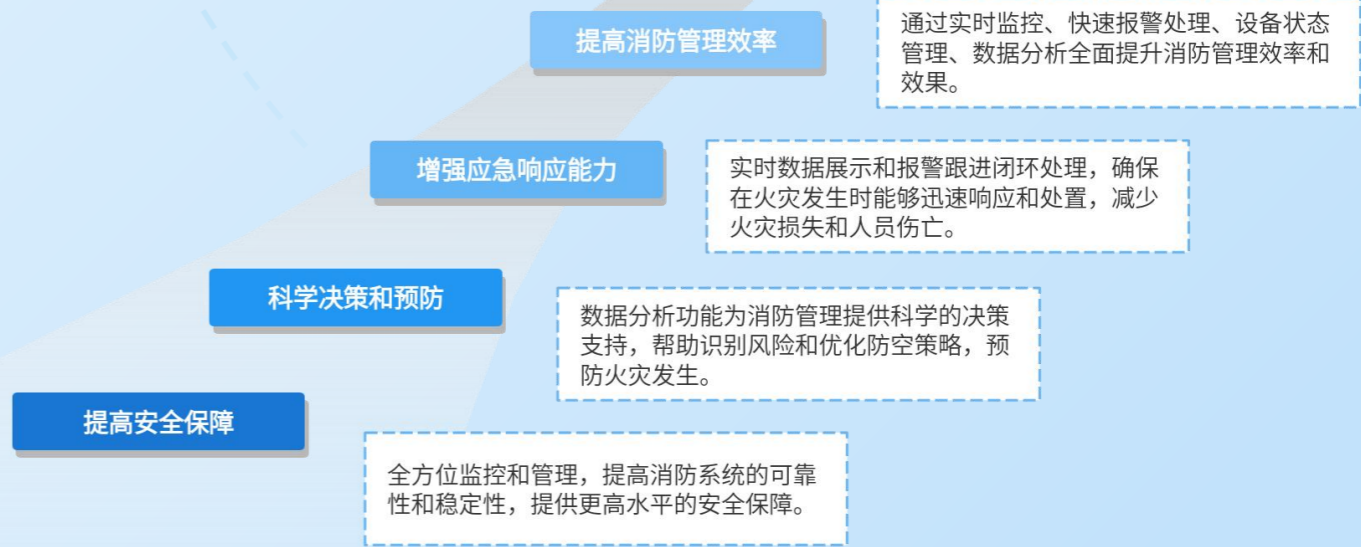 提高消防管理效率
通过实时监控、快速报警处理、设备状态
管理、数据分析全面提升消防管理效率和
效果。
增强应急响应能力
实时数据展示和报警跟进闭环处理，确保
在火灾发生时能够迅速响应和处置，减少
火灾损失和人员伤亡。
科学决策和预防
数据分析功能为消防管理提供科学的决策
支持，帮助识别风险和优化防空策略，预
防火灾发生。
提高安全保障
全方位监控和管理，提高消防系统的可靠
性和稳定性，提供更高水平的安全保障。